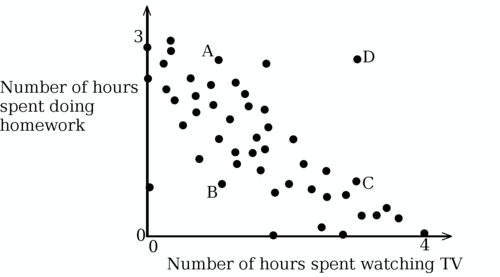 3
A
D
Number of hours
spent doing
homework
B
C
0
0
4
Number of hours spent watching TV